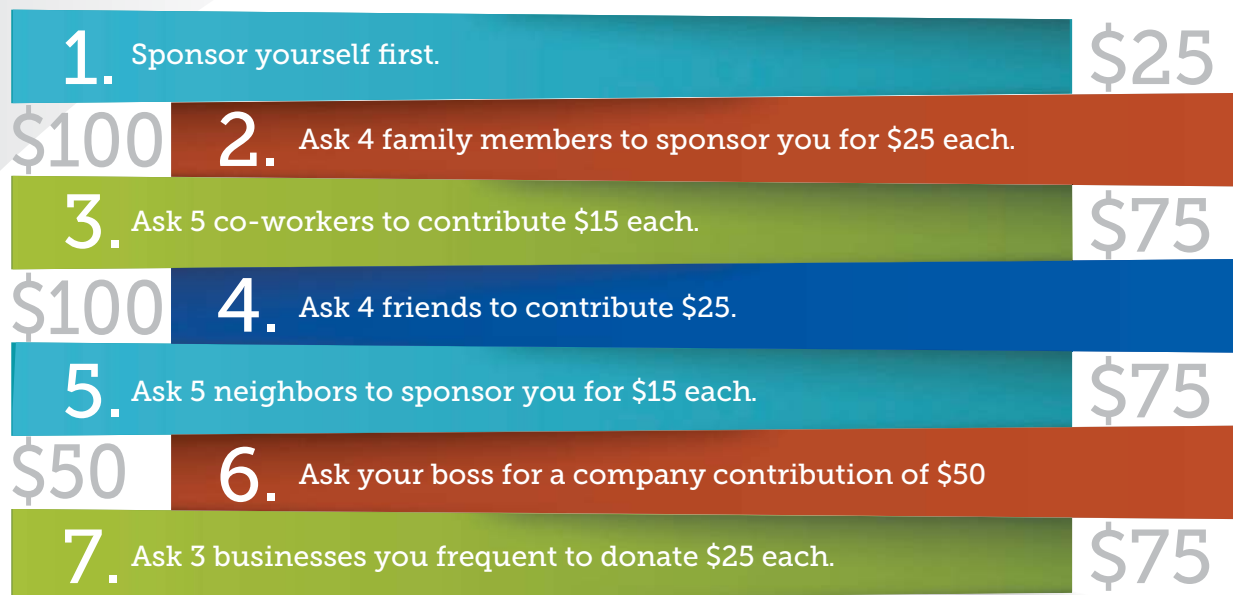 1. Sponsor yourself first. $25
$100 2. Ask 4 family members to sponsor you for $25 each.
3. Ask 5 co-workers to contribute $15 each. $75
$100 4. Ask 4 friends to contribute $25.
5. Ask 5 neighbors to sponsor you for $15 each. $75
$50 6. Ask your boss for a company contribution of $50
7. Ask 3 businesses you frequent to donate $25 each. $75